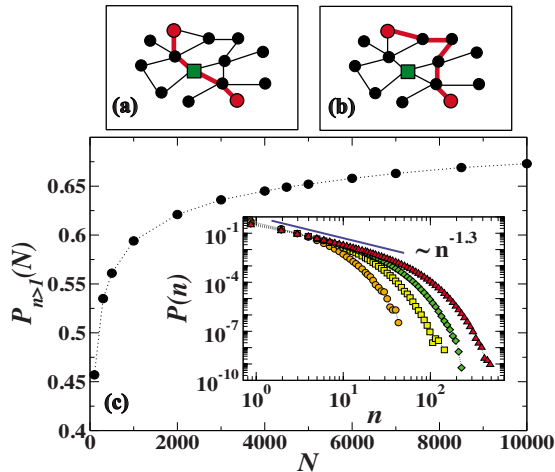 (a)
(b)
0.65
0.6
0.55
0.5
0.45
0.4
P_{n>1}(N)
(c)
0 2000 4000 6000 8000 10000
N
10^{-1}
10^{-4}
10^{-7}
10^{-10}
P(n)
~ n^{-1.3}
10^0 10^1 10^2
n